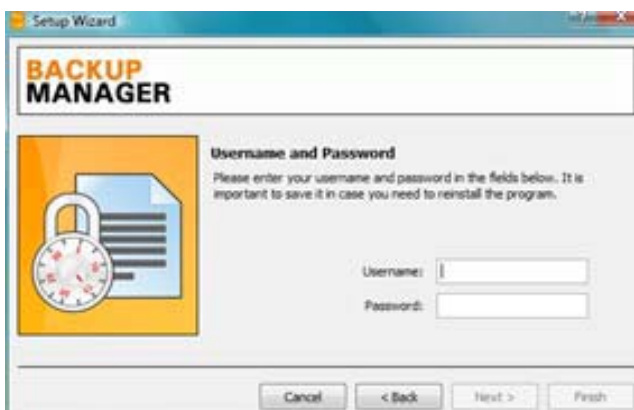 Setup Wizard
BACKUP
MANAGER
Username and Password
Please enter your username and password in the fields below. It is
important to save it in case you need to reinstall the program.
Username:
Password:
Cancel
< Back
Next >
Finish